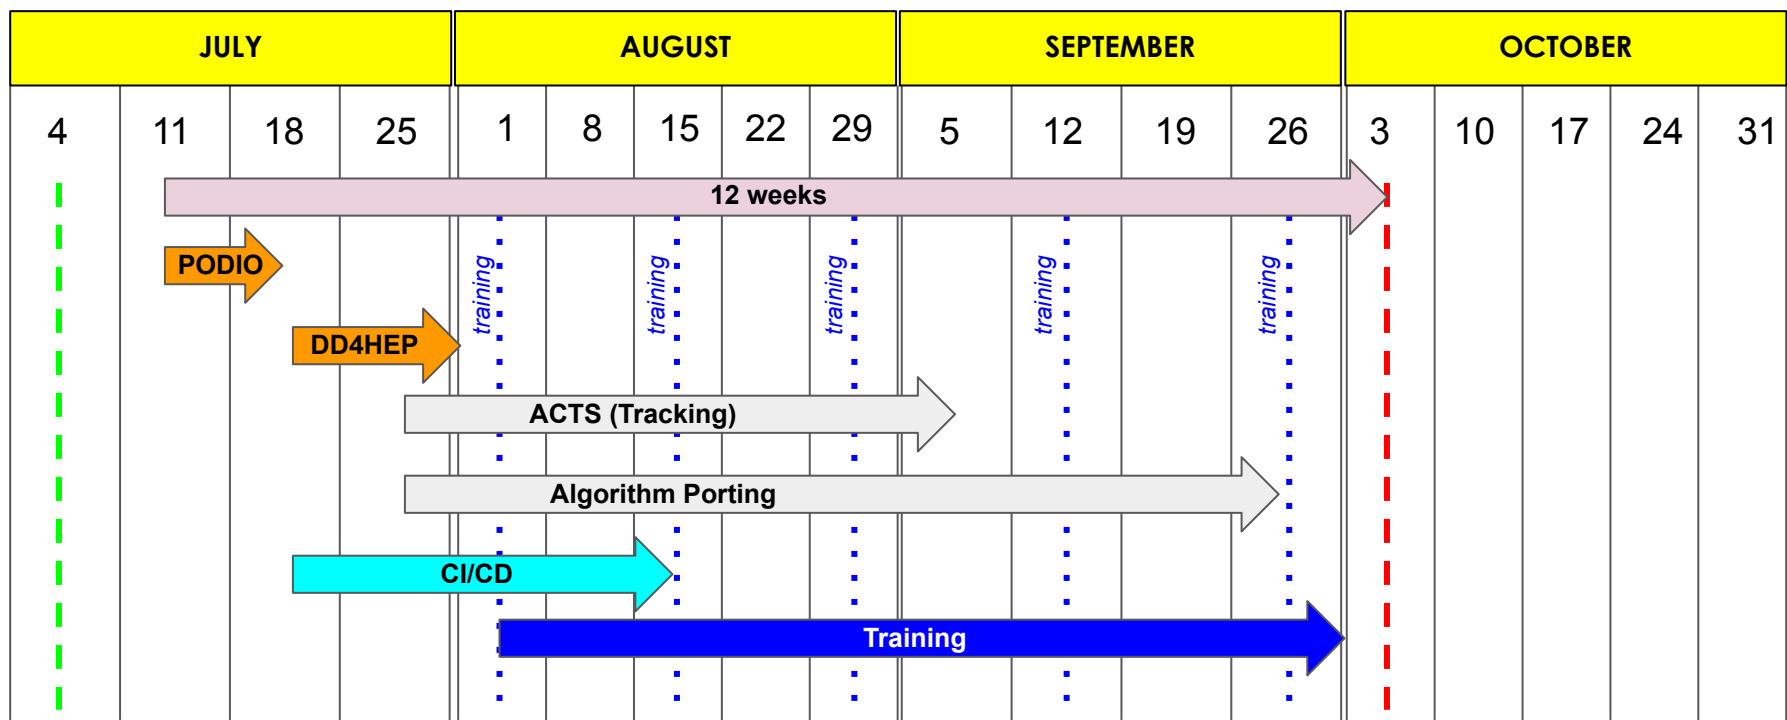 JULY AUGUST SEPTEMBER OCTOBER
4 11 18 25 1 8 15 22 29 5 12 19 26 3 10 17 24 31
12 weeks
PODIO
training training training training training
DD4HEP
ACTS (Tracking)
Algorithm Porting
CI/CD
Training